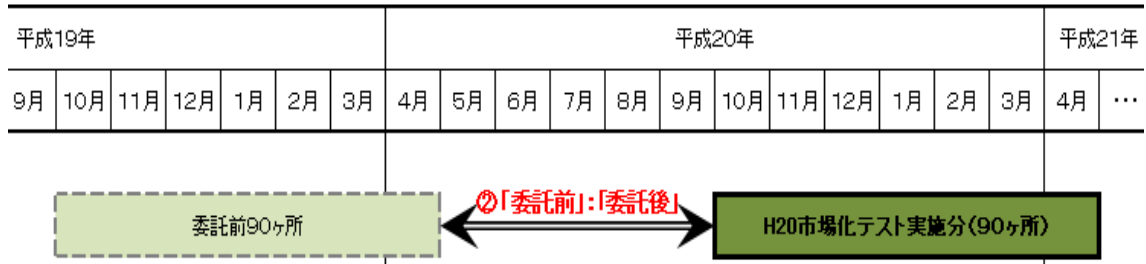 平成19年 平成20年 平成21年
9月 10月 11月 12月 1月 2月 3月 4月 5月 6月 7月 8月 9月 10月 11月 12月 1月 2月 3月 4月 …
②「委託前」:「委託後」
委託前90ヶ所 H20市場化テスト実施分(90ヶ所)